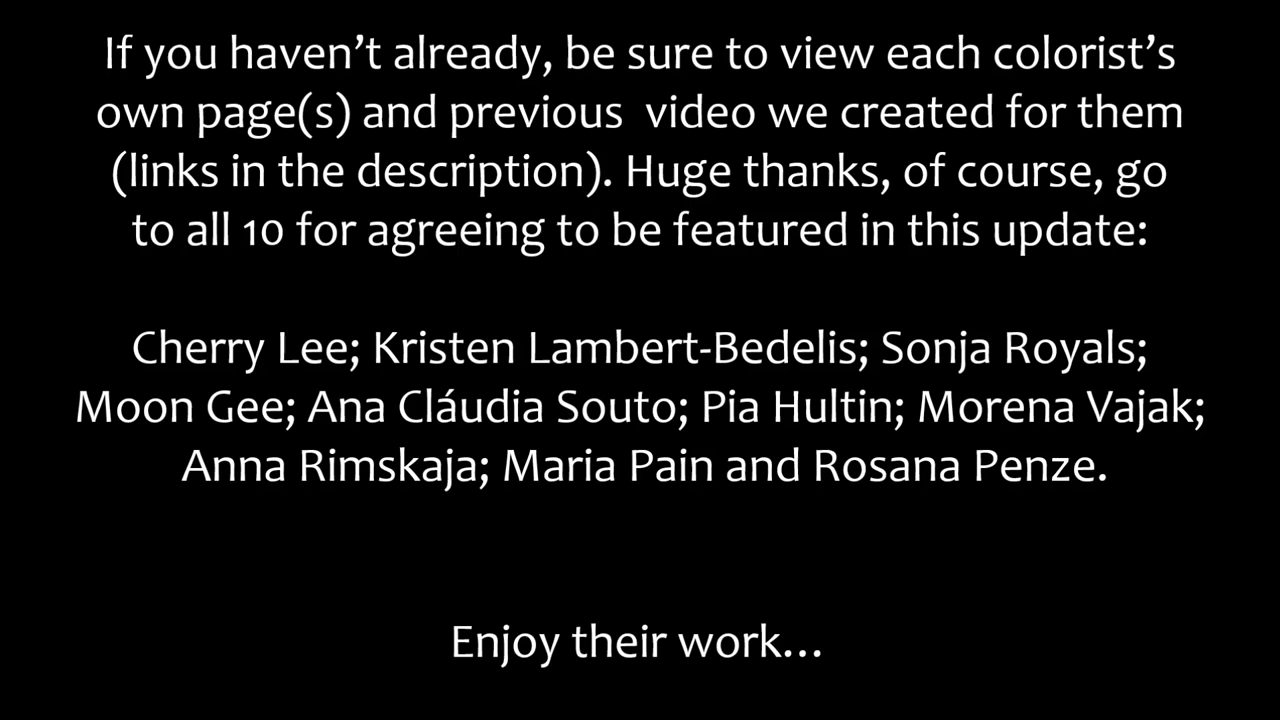 If you haven’t already, be sure to view each colorist’s
own page(s) and previous  video we created for them
(links in the description). Huge thanks, of course, go
to all 10 for agreeing to be featured in this update:
Cherry Lee; Kristen Lambert-Bedelis; Sonja Royals;
Moon Gee; Ana Cláudia Souto; Pia Hultin; Morena Vajak;
Anna Rimskaja; Maria Pain and Rosana Penze.
Enjoy their work…